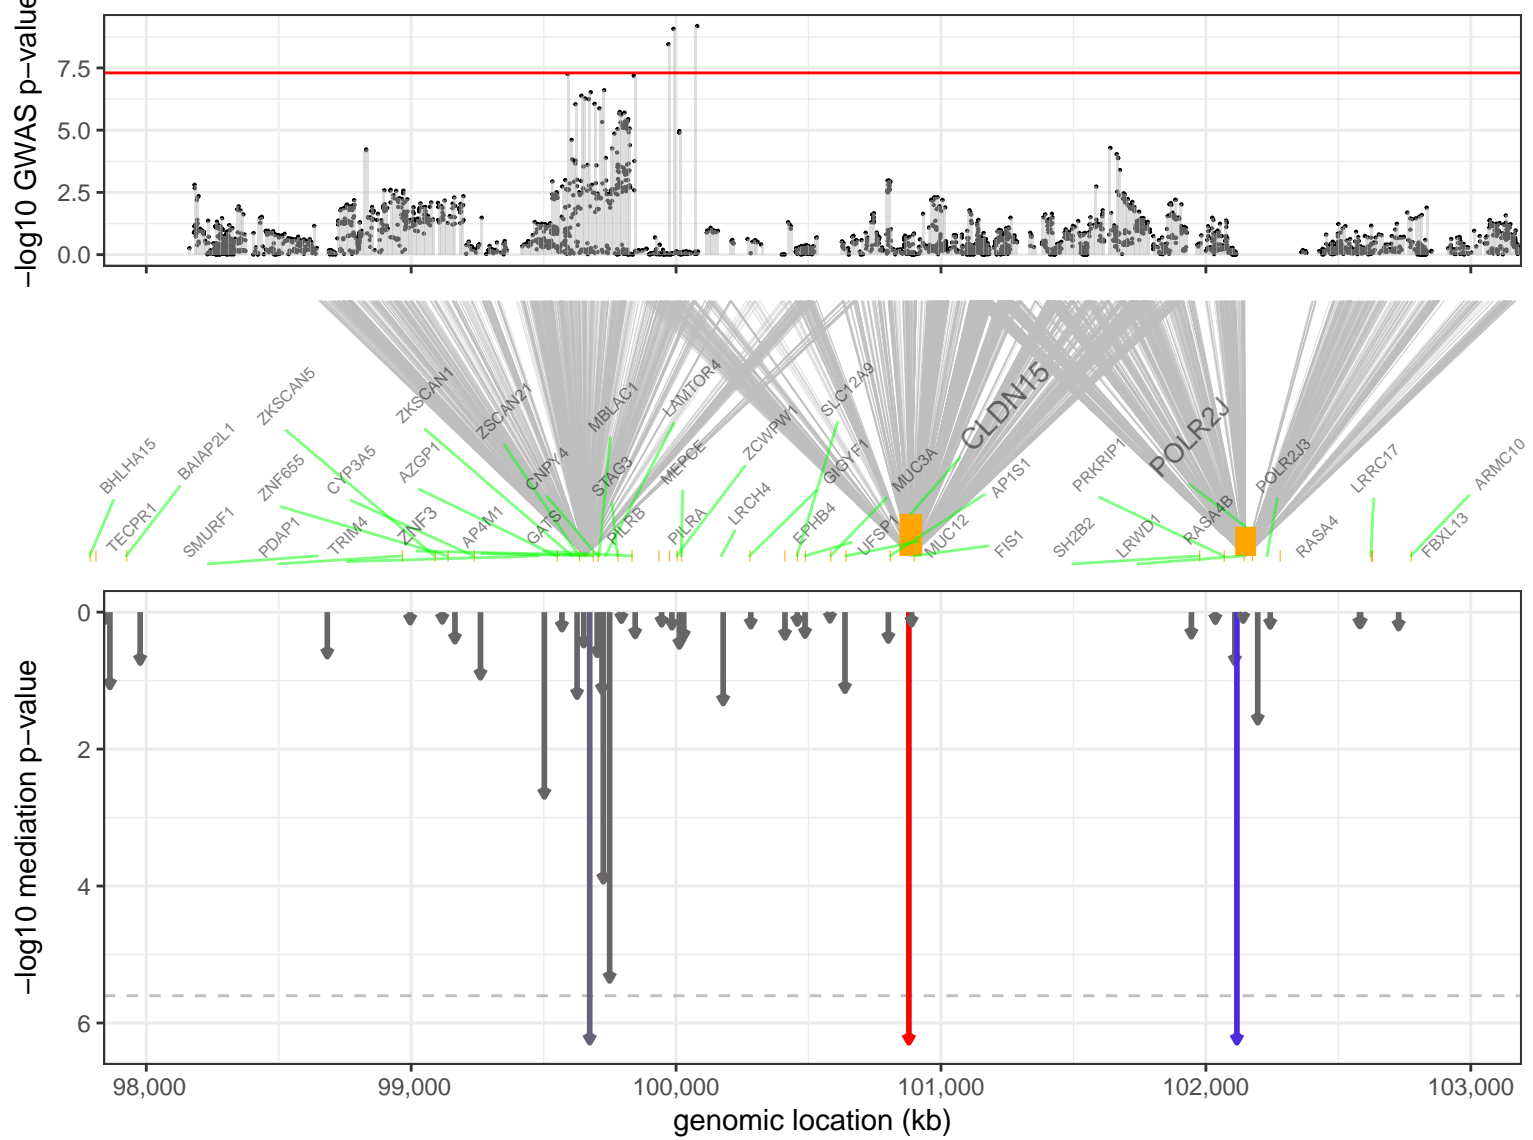 −log10 GWAS p−value
7.5
5.0
2.5
0.0
BHLHA15
TECPR1
BAIAP2L1
SMURF1
ZKSCAN5
ZNF655
PDAP1
CYP3A5
TRIM4
ZKSCAN1
AZGP1
ZNF3
AP4M1
ZSCAN21
CNPY4
GATS
MBLAC1
STAG3
PILRB
LAMTOR4
MEPCE
PILRA
ZCWPW1
LRCH4
SLC12A9
GIGYF1
EPHB4
UFSP1
MUC3A
MUC12
CLDN15
AP1S1
FIS1
PRKRIP1
SH2B2
LRWD1
POLR2J
RASA4B
POLR2J3
RASA4
LRRC17
FBXL13
ARMC10
−log10 mediation p−value
0
2
4
6
98,000
99,000
100,000
101,000
102,000
103,000
genomic location (kb)